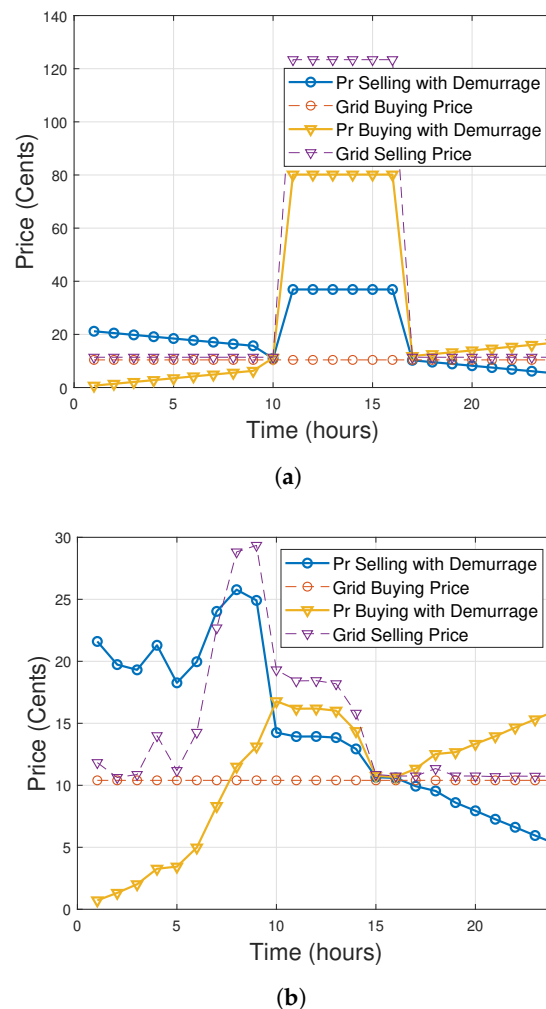 140
120
100
80
60
40
20
0
Price (Cents)
Pr Selling with Demurrage
Grid Buying Price
Pr Buying with Demurrage
Grid Selling Price
0 5 10 15 20
Time (hours)
(a)
30
25
20
15
10
5
0
Price (Cents)
Pr Selling with Demurrage
Grid Buying Price
Pr Buying with Demurrage
Grid Selling Price
0 5 10 15 20
Time (hours)
(b)